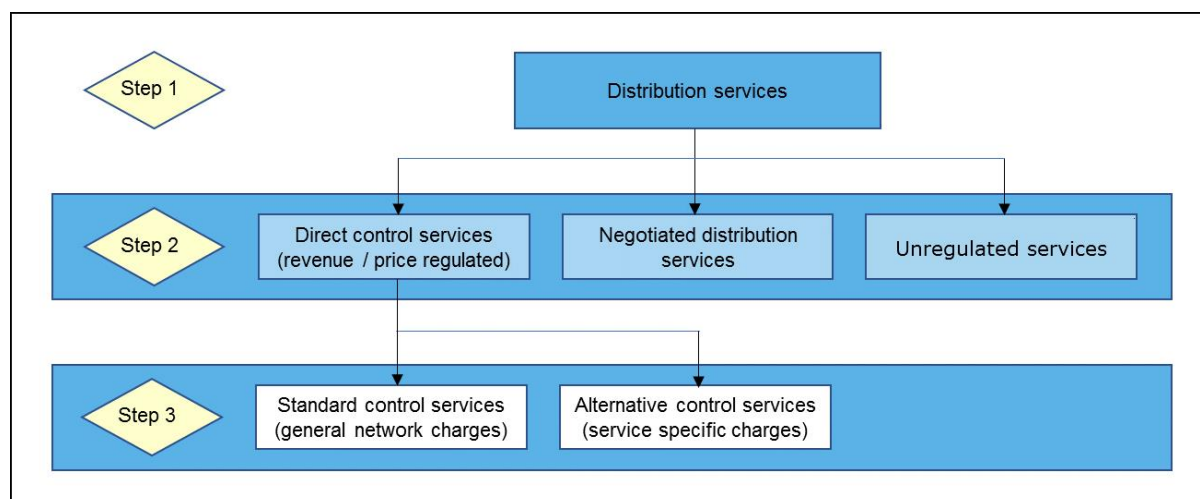 Step 1
Distribution services
Step 2
Direct control services
(revenue / price regulated)
Negotiated distribution
services
Unregulated services
Step 3
Standard control services
(general network charges)
Alternative control services
(service specific charges)